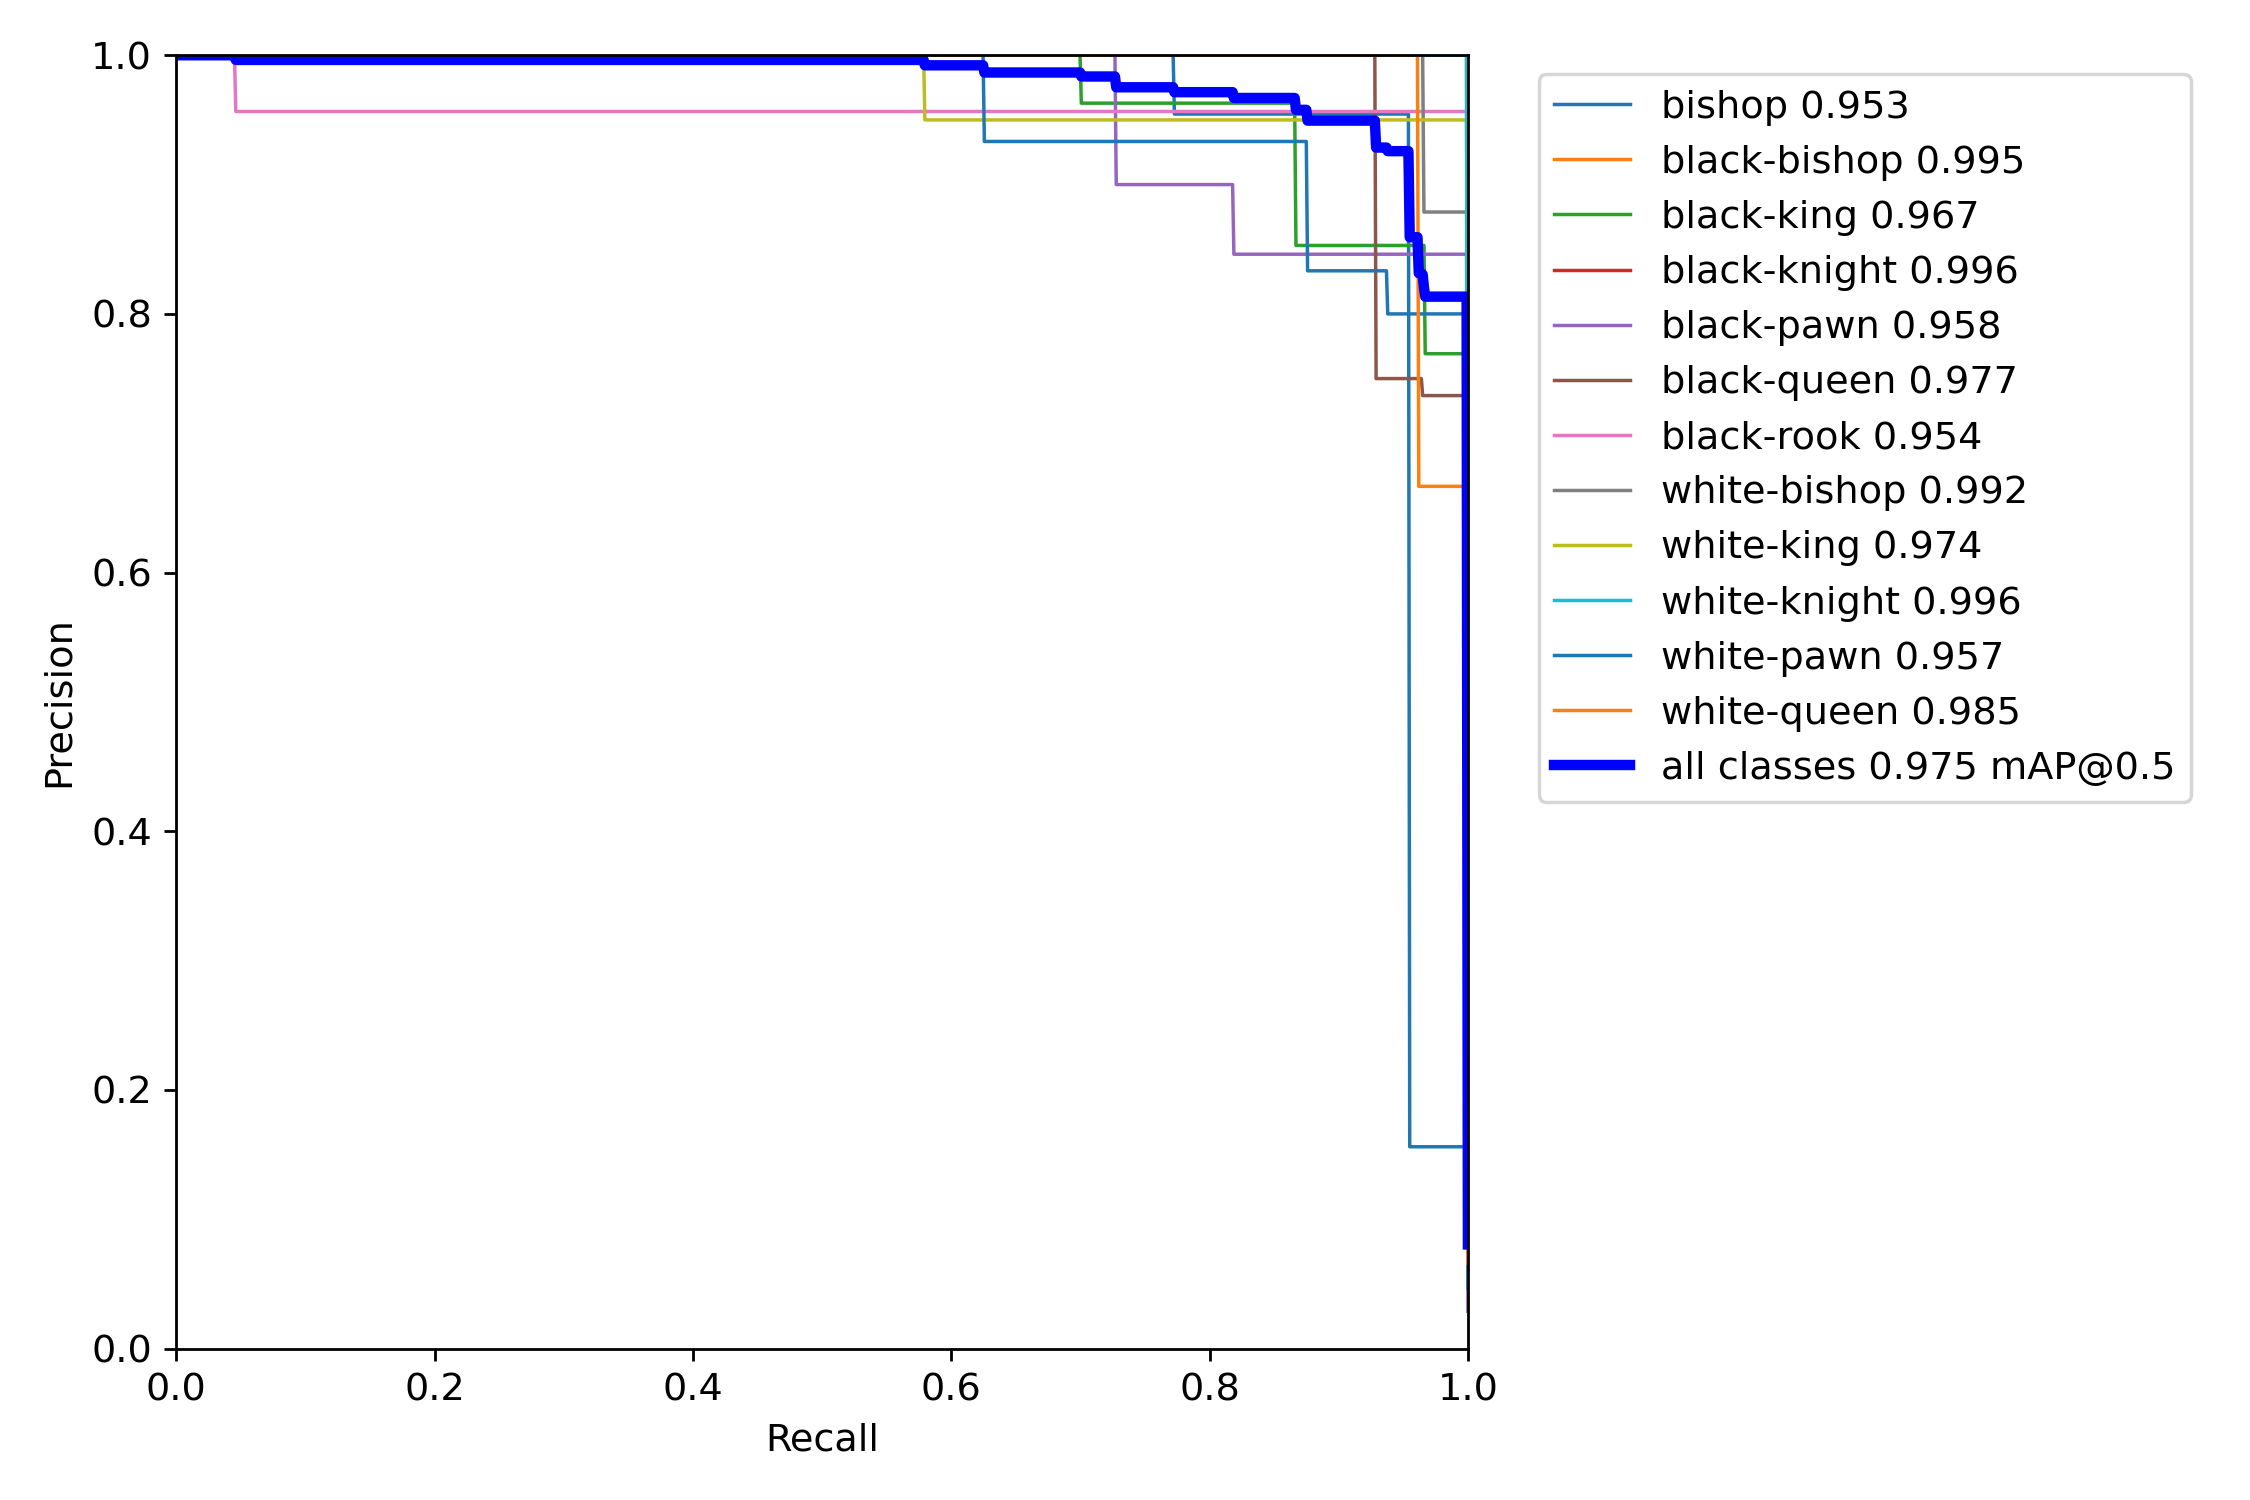 1.0
0.8
0.6
0.4
0.2
0.0
0.0 0.2 0.4 0.6 0.8 1.0
Precision
Recall
bishop 0.953
black-bishop 0.995
black-king 0.967
black-knight 0.996
black-pawn 0.958
black-queen 0.977
black-rook 0.954
white-bishop 0.992
white-king 0.974
white-knight 0.996
white-pawn 0.957
white-queen 0.985
all classes 0.975 mAP@0.5